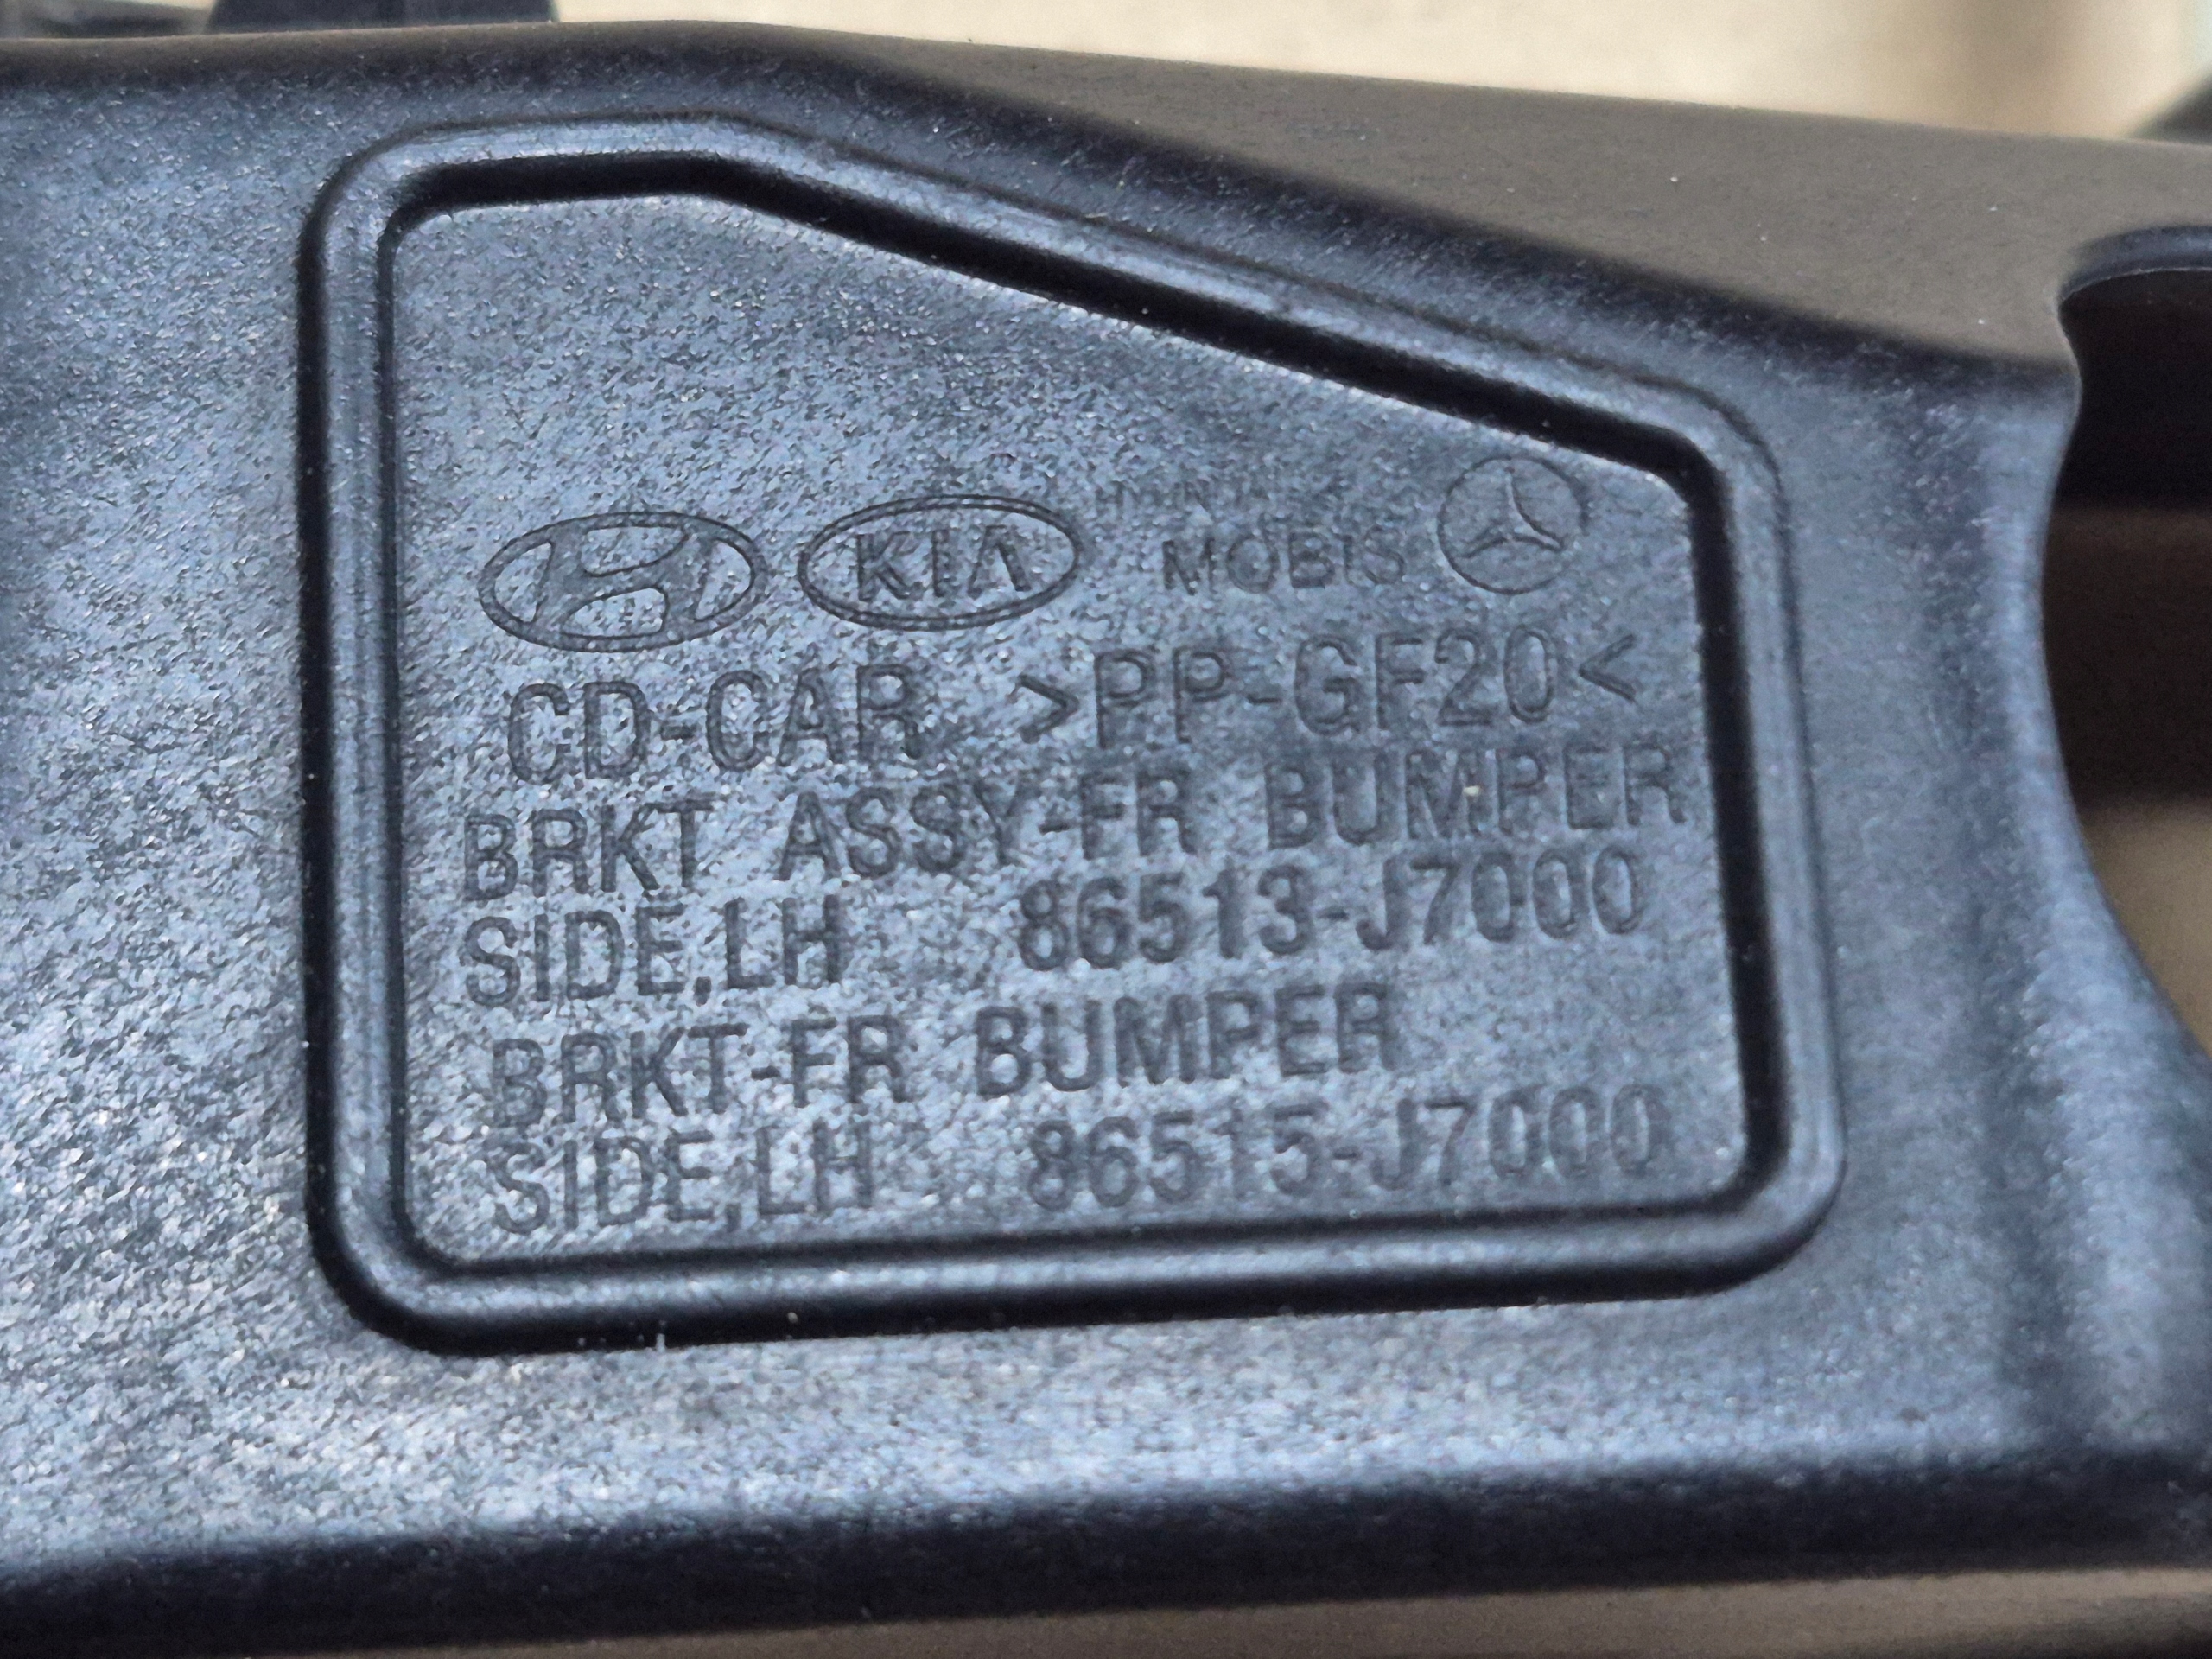 KIA
MOBIS
CD-CAR >PP-GF20<
BRKT ASSY-FR BUMPER
SIDE,LH 86513-J7000
BRKT-FR BUMPER
SIDE,LH 86515-J7000